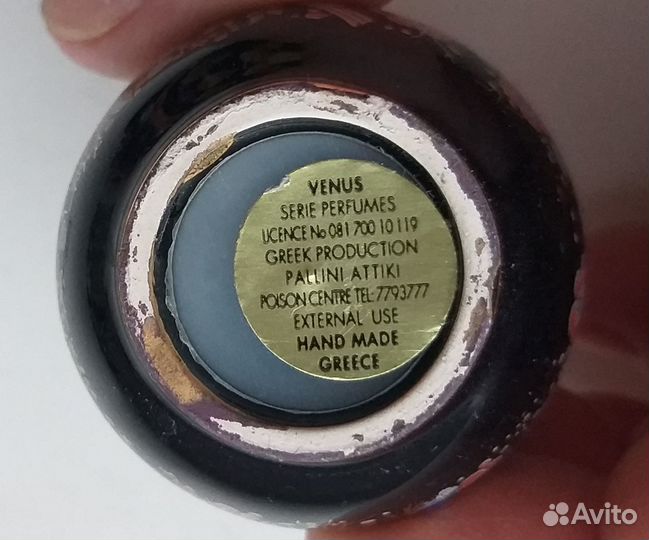 VENUS
SERIE PERFUMES
LICENCE No 081 700 10 119
GREEK PRODUCTION
PALLINI ATTIKI
POISON CENTRE TEL:7793777
EXTERNAL USE
HAND MADE
GREECE
Avito